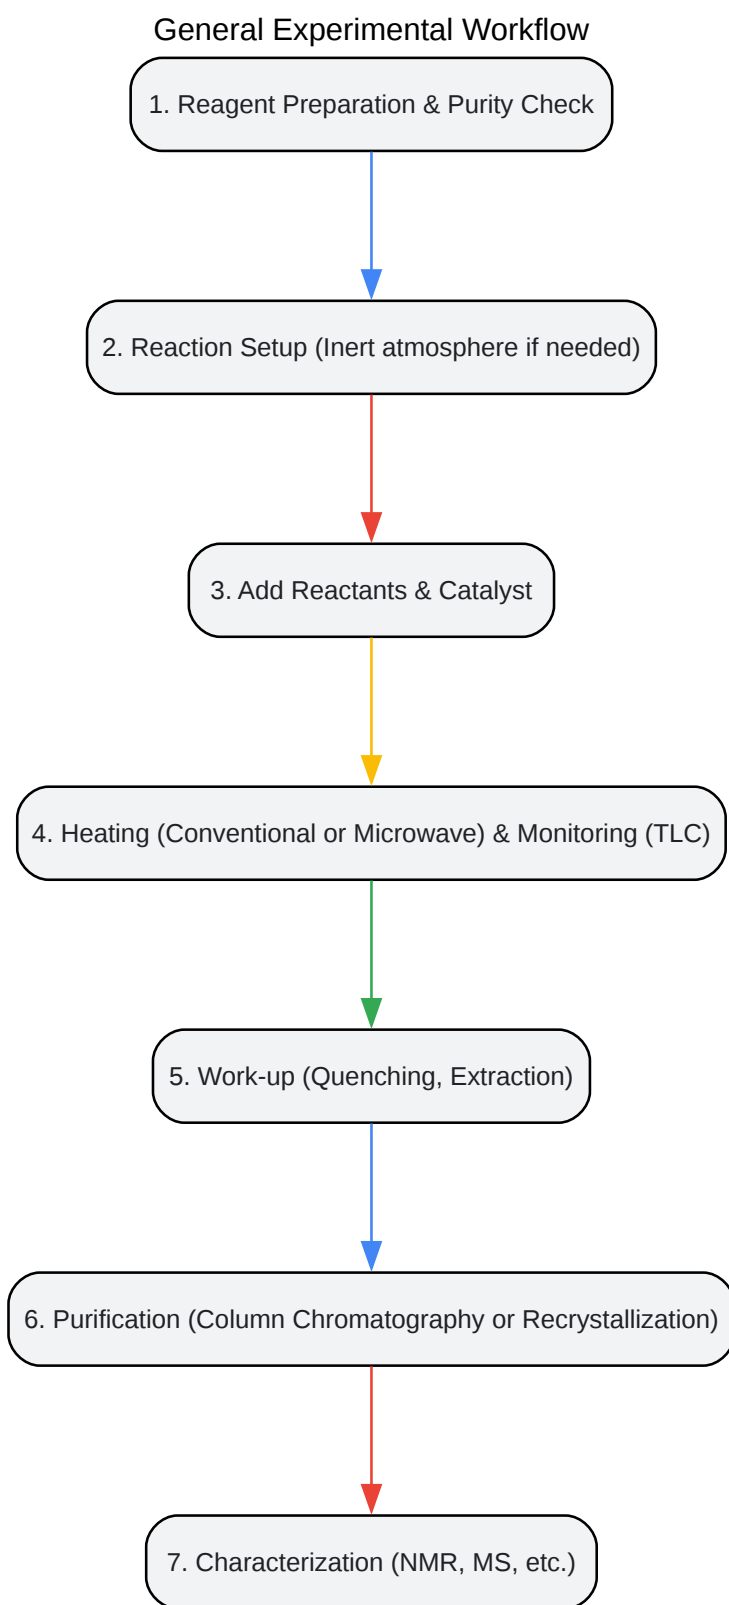 General Experimental Workflow
1. Reagent Preparation & Purity Check
2. Reaction Setup (Inert atmosphere if needed)
3. Add Reactants & Catalyst
4. Heating (Conventional or Microwave) & Monitoring (TLC)
5. Work-up (Quenching, Extraction)
6. Purification (Column Chromatography or Recrystallization)
7. Characterization (NMR, MS, etc.)